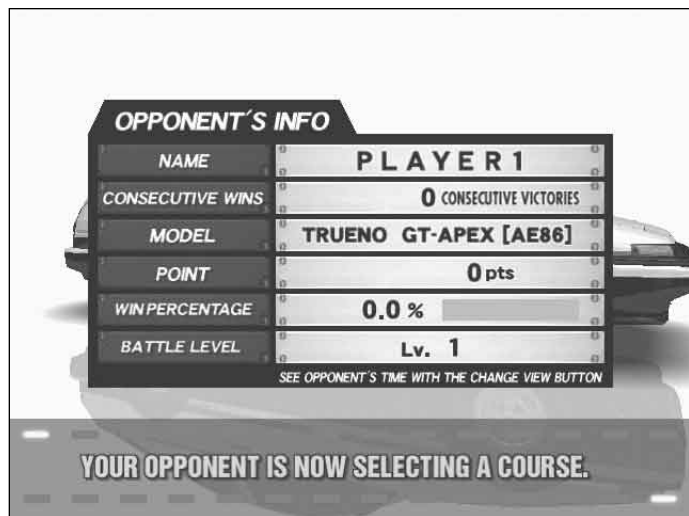 OPPONENT´S INFO
NAME PLAYER1
CONSECUTIVE WINS 0 CONSECUTIVE VICTORIES
MODEL TRUENO GT-APEX [AE86]
POINT 0 pts
WIN PERCENTAGE 0.0 %
BATTLE LEVEL Lv. 1
SEE OPPONENT´S TIME WITH THE CHANGE VIEW BUTTON
YOUR OPPONENT IS NOW SELECTING A COURSE.